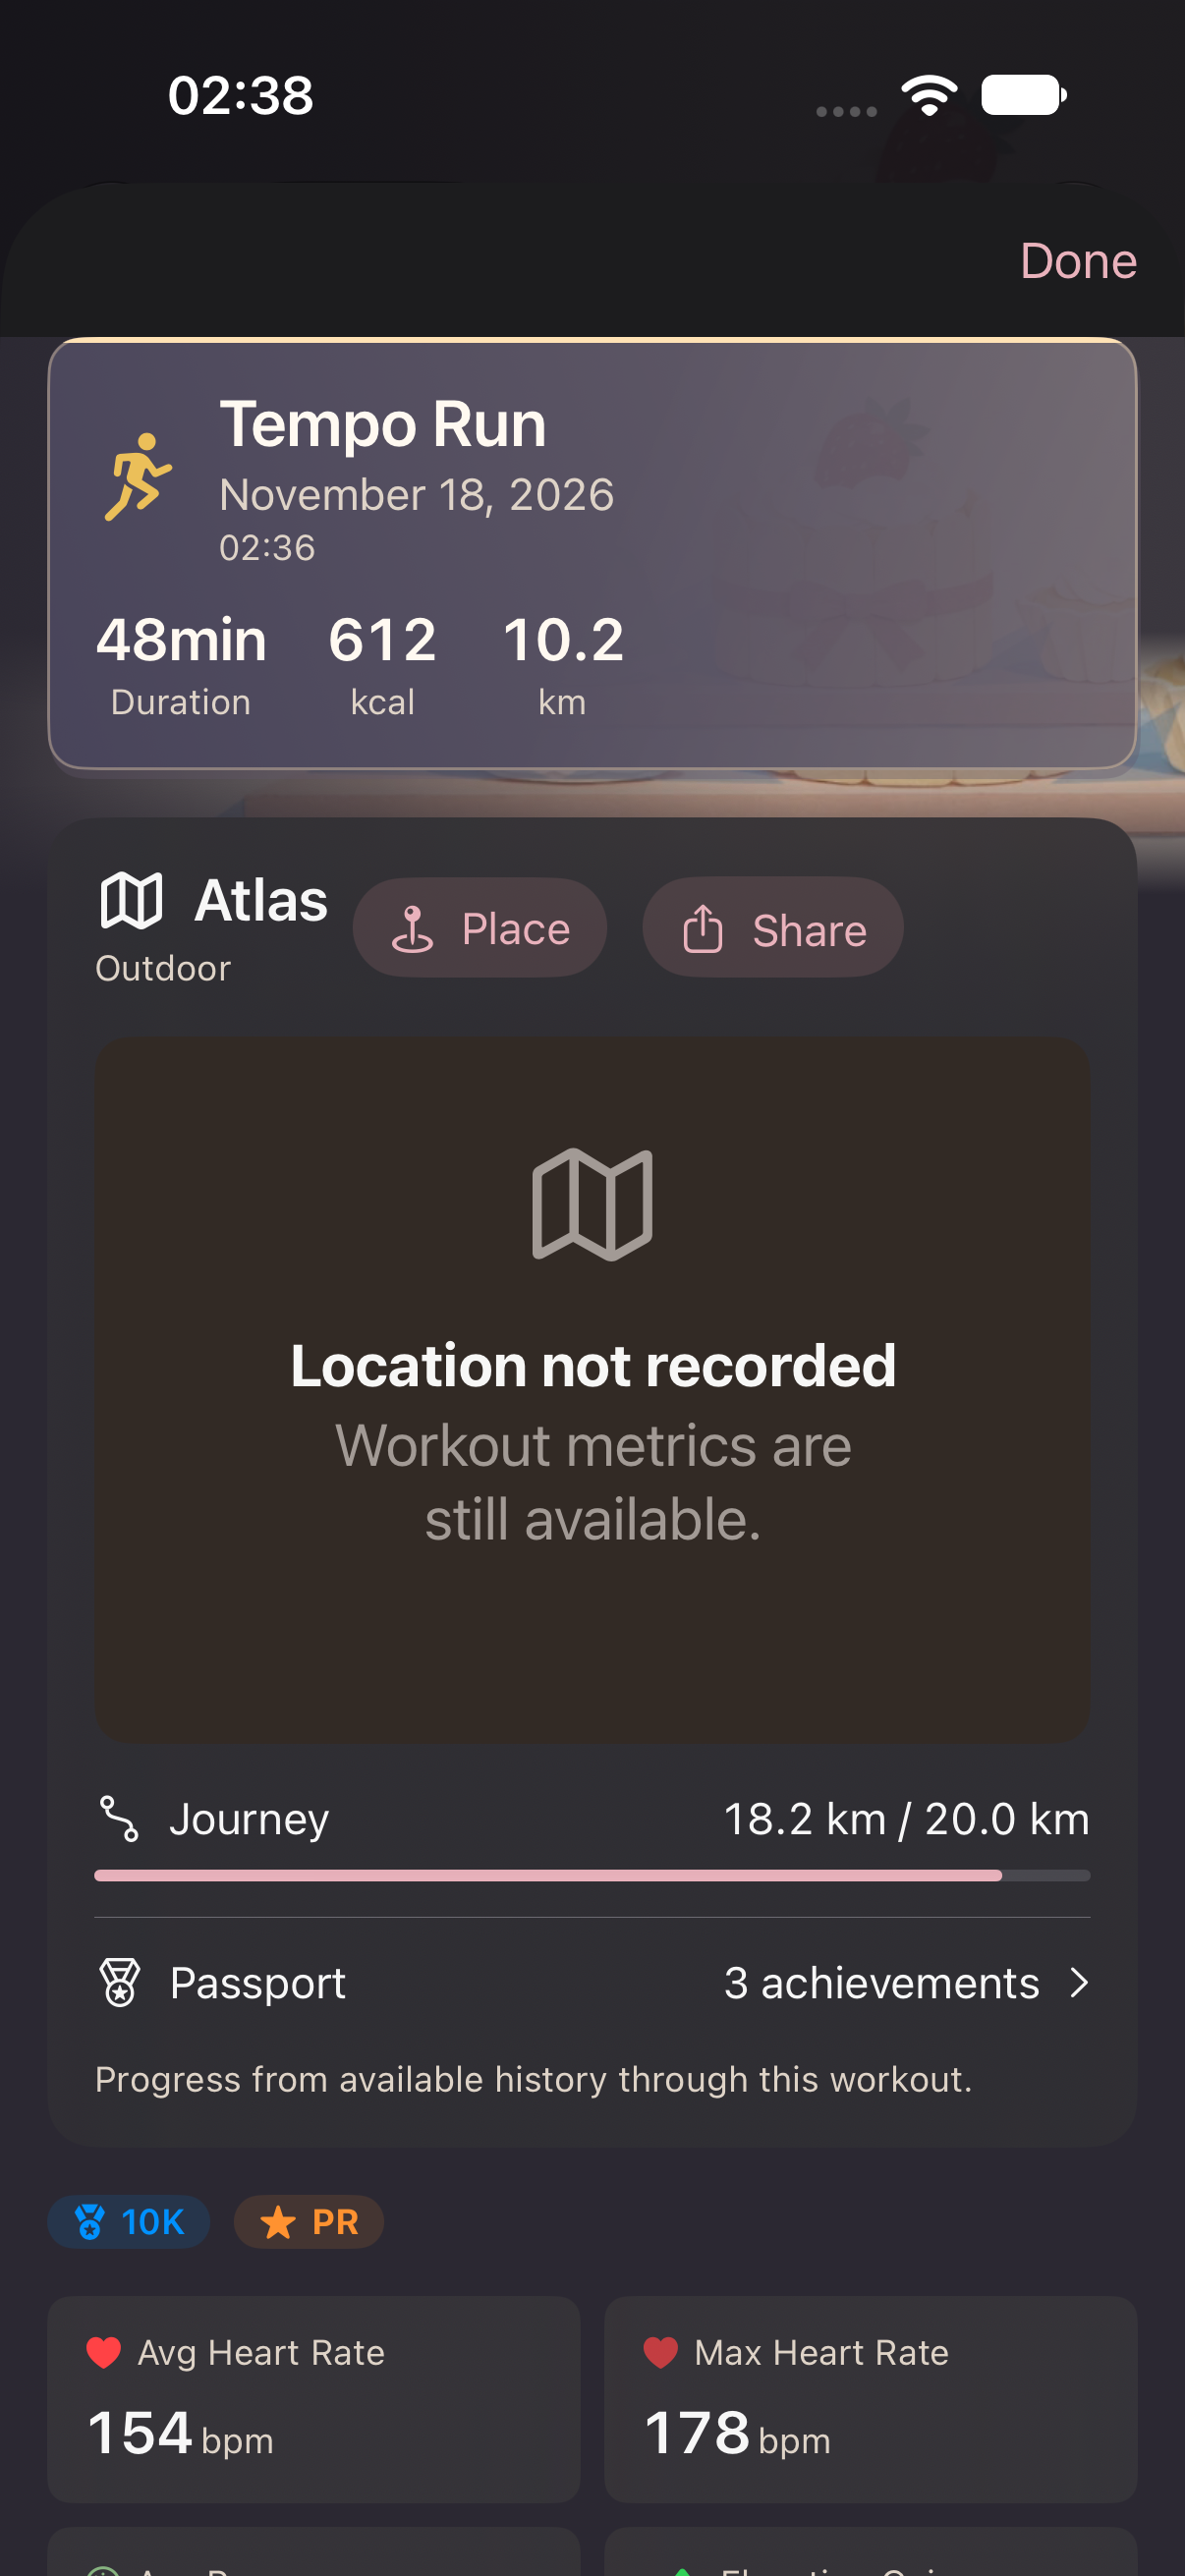 02:38
Done
Tempo Run
November 18, 2026
02:36
48min 612 10.2
Duration kcal km
Atlas Place Share
Outdoor
Location not recorded
Workout metrics are
still available.
Journey 18.2 km / 20.0 km
Passport 3 achievements
Progress from available history through this workout.
10K PR
Avg Heart Rate Max Heart Rate
154 bpm 178 bpm